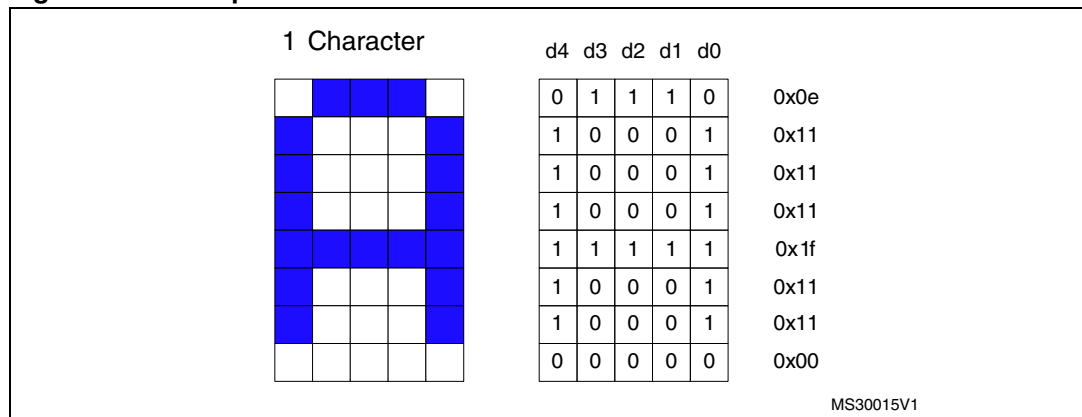 1 Character
d4 d3 d2 d1 d0
0 1 1 1 0 0x0e
1 0 0 0 1 0x11
1 0 0 0 1 0x11
1 0 0 0 1 0x11
1 1 1 1 1 0x1f
1 0 0 0 1 0x11
1 0 0 0 1 0x11
0 0 0 0 0 0x00
MS30015V1